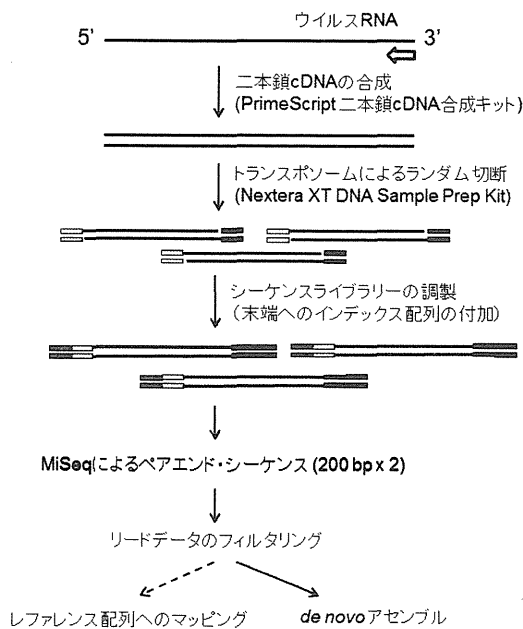 ウイルスRNA
5' 3'
二本鎖cDNAの合成
(PrimeScript 二本鎖cDNA合成キット)
トランスポソームによるランダム切断
(Nextera XT DNA Sample Prep Kit)
シーケンスライブラリーの調製
(末端へのインデックス配列の付加)
MiSeqによるペアエンド・シーケンス (200 bp x 2)
リードデータのフィルタリング
レファレンス配列へのマッピング de novoアセンブル